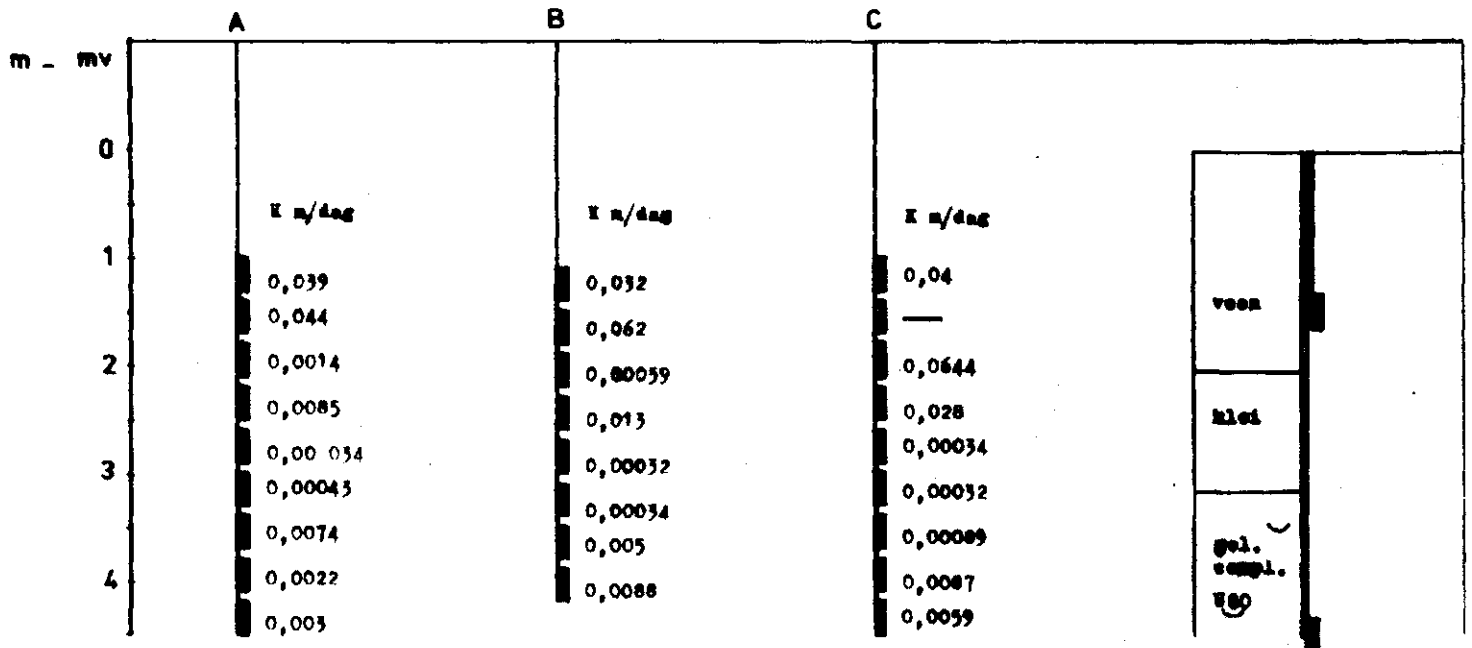 A B C
m - mv
0
K m/dag K m/dag K m/dag
1
0,039 0,032 0,04
0,044 0,062 —
veen
2
0,0014 0,00059 0,0644
0,0085 0,013 0,028
klei
0,00 034 0,00032 0,00034
3
0,00043 0,00034 0,00032
0,0074 0,005 0,00089
gel.
compl.
4
0,0022 0,0088 0,0087
0,003 0,0059